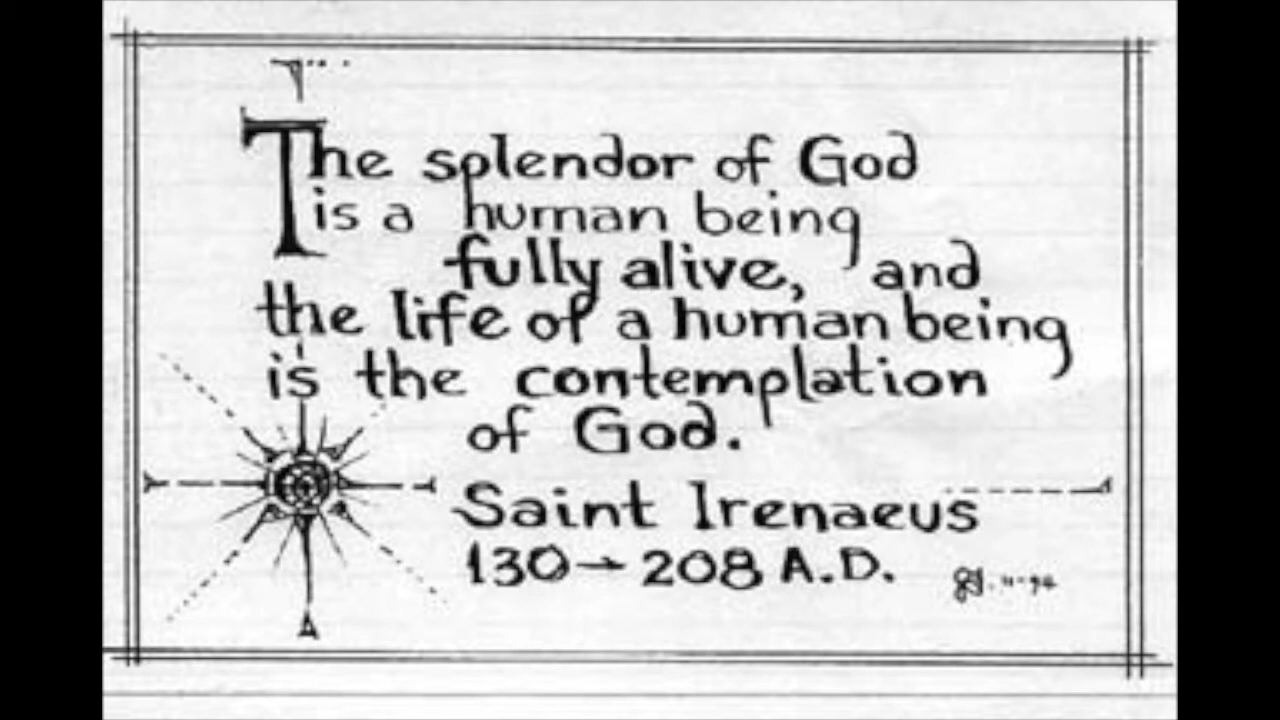 The splendor of God
is a human being
fully alive, and
the life of a human being
is the contemplation
of God.
Saint Irenaeus
130-208 A.D.